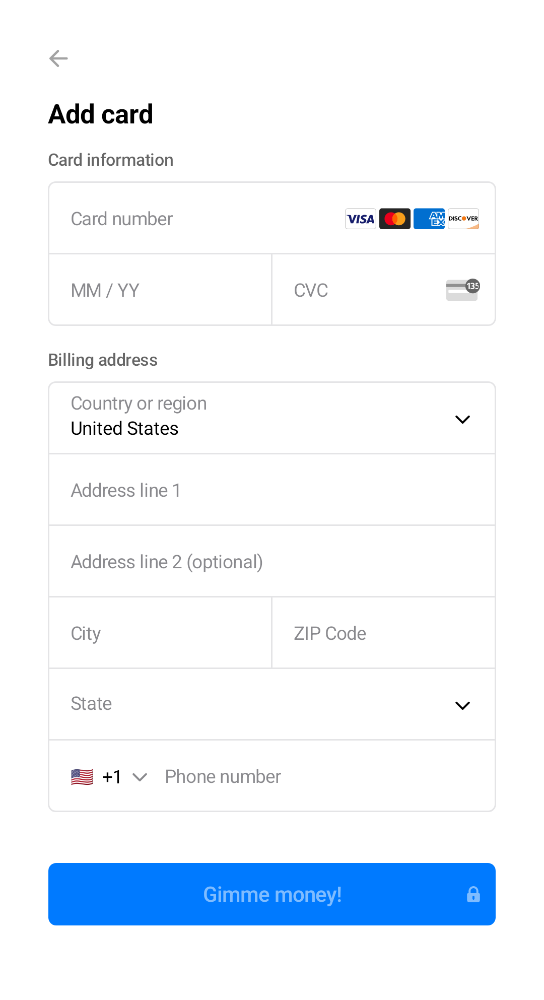 Add card
Card information
Card number VISA AM EX DISCOVER
MM / YY CVC 135
Billing address
Country or region
United States
Address line 1
Address line 2 (optional)
City ZIP Code
State
+1 Phone number
Gimme money!